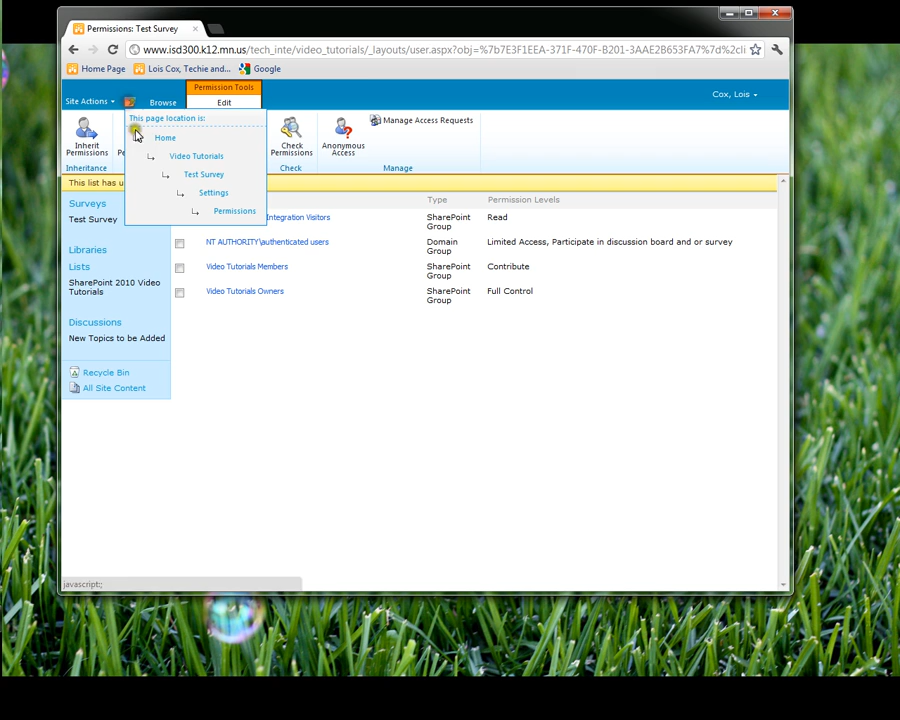 Permissions: Test Survey
www.isd300.k12.mn.us/tech_inte/video_tutorials/_layouts/user.aspx?obj=%7b7E3F1EEA-371F-470F-B201-3AAE2B653FA7%7d%2cli
Home Page Lois Cox, Techie and... Google
Permission Tools
Site Actions Browse Edit Cox, Lois
This page location is:
Home
Video Tutorials
Test Survey
Settings
Permissions
Inherit Permissions
Check Permissions
Anonymous Access
Manage Access Requests
Inheritance Check Manage
This list has u
Surveys
Test Survey
Libraries
Lists
SharePoint 2010 Video
Tutorials
Discussions
New Topics to be Added
Recycle Bin
All Site Content
Type Permission Levels
Integration Visitors SharePoint Group Read
NT AUTHORITY\authenticated users Domain Group Limited Access, Participate in discussion board and or survey
Video Tutorials Members SharePoint Group Contribute
Video Tutorials Owners SharePoint Group Full Control
javascript:;